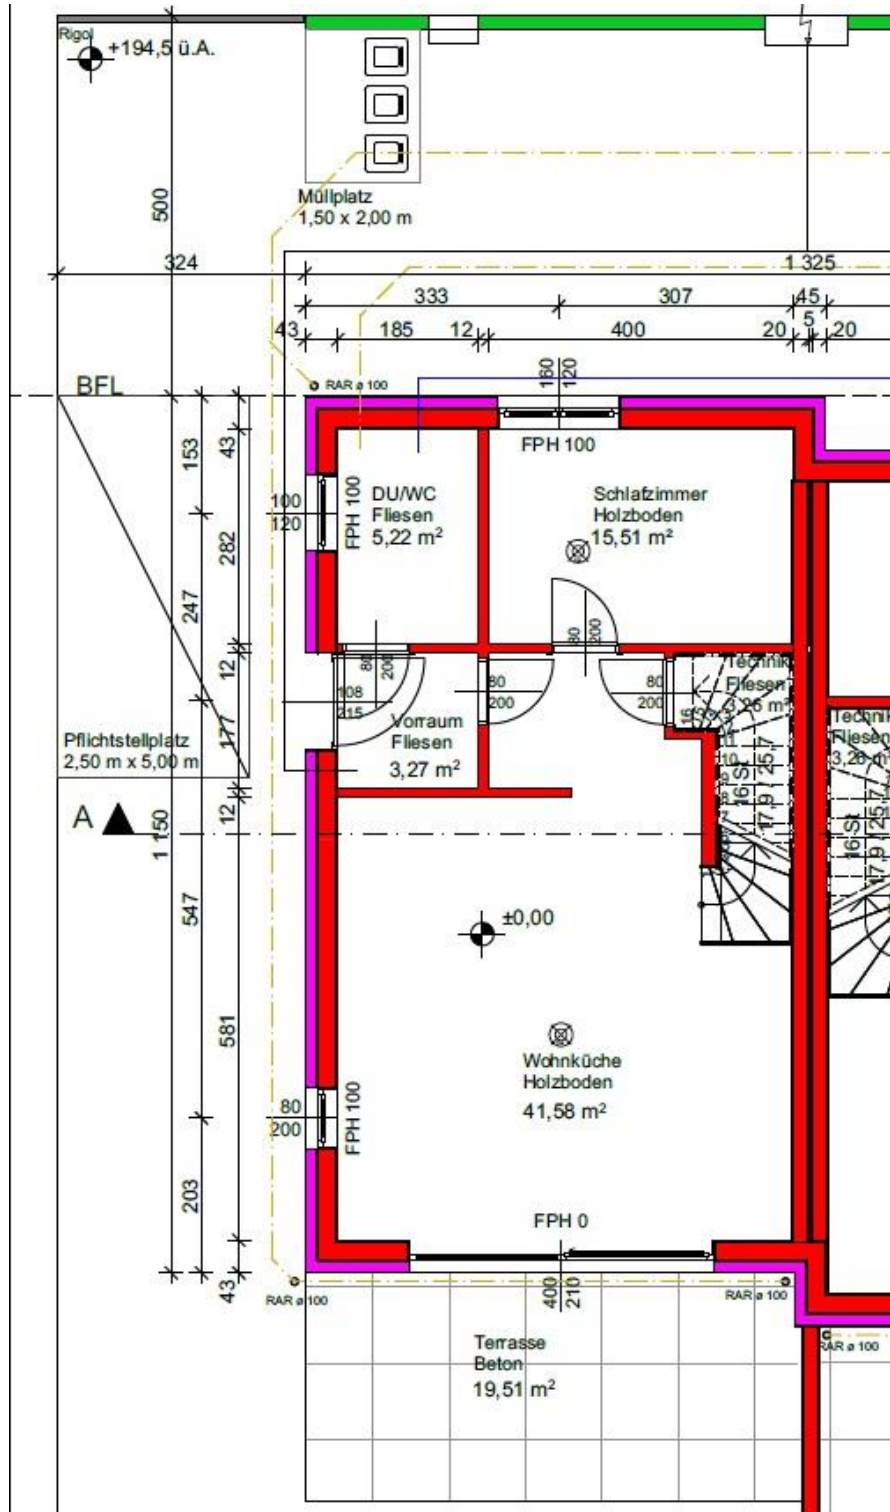 Rigol
+194,5 ü.A.
Müllplatz
1,50 x 2,00 m
500
324
1 325
333
307
45
43
185
12
400
20
5
20
RAR ø 100
BFL
160
120
FPH 100
153
43
100
120
FPH 100
DU/WC
Fliesen
5,22 m²
Schlafzimmer
Holzboden
15,51 m²
282
247
80
200
80
200
12
108
215
80
200
80
200
Technik
Fliesen
3,26 m²
Vorraum
Fliesen
3,27 m²
177
Pflichtstellplatz
2,50 m x 5,00 m
16
11
10
9
8
7
16 St
17,9 / 25,7
Technik
Fliesen
3,26 m²
16 St
17,9 / 25,7
A
12
1 150
547
±0,00
581
Wohnküche
Holzboden
41,58 m²
80
200
FPH 100
203
FPH 0
43
RAR ø 100
400
210
RAR ø 100
RAR ø 100
Terrasse
Beton
19,51 m²